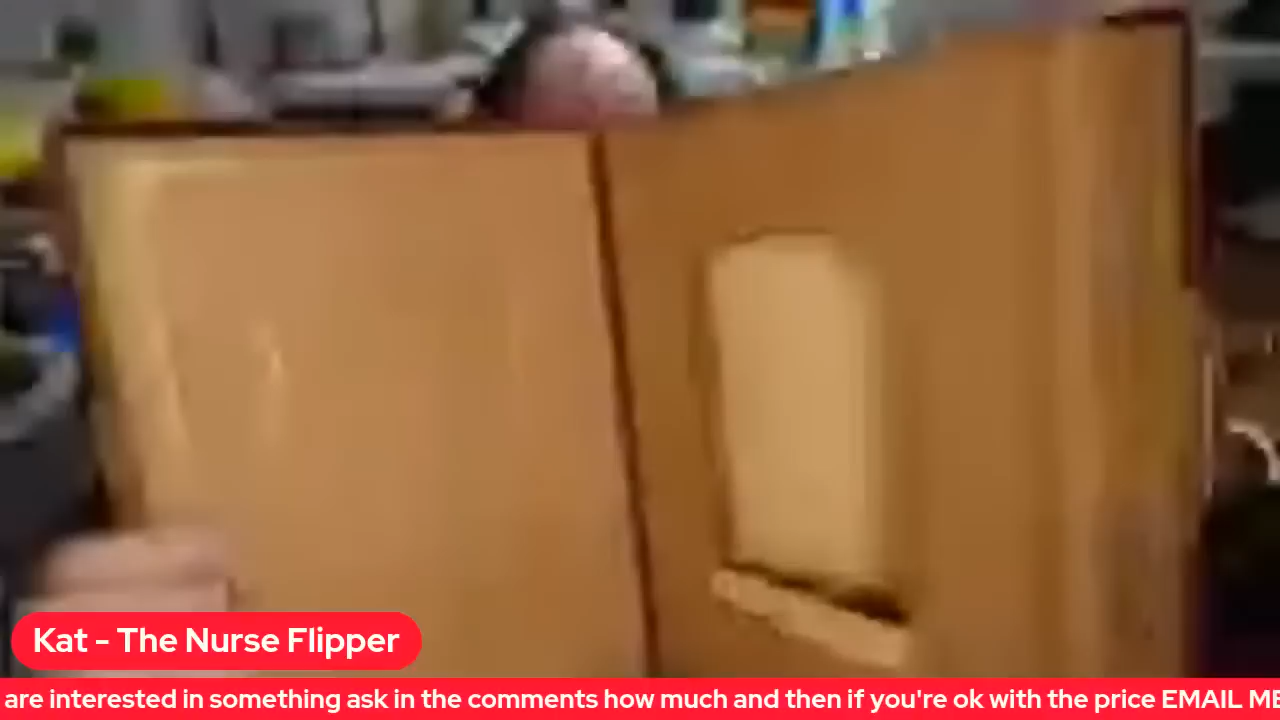 Kat - The Nurse Flipper
are interested in something ask in the comments how much and then if you're ok with the price EMAIL ME